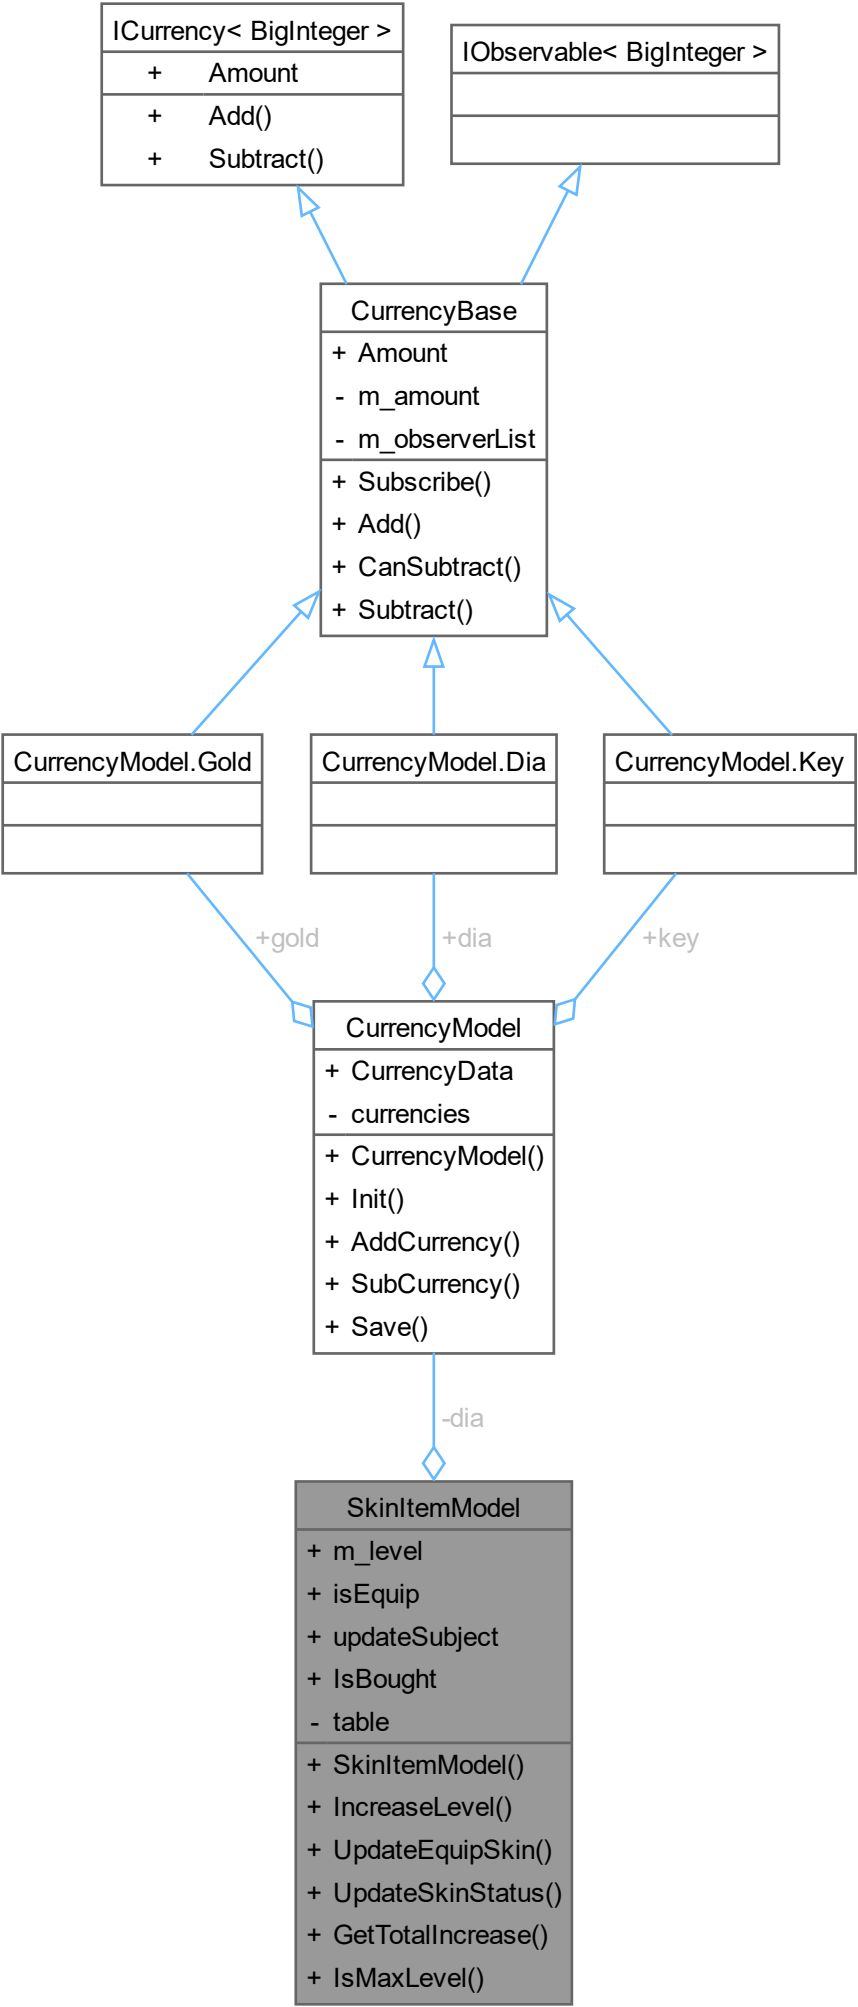 ICurrency< BigInteger >
+ Amount
+ Add()
+ Subtract()
IObservable< BigInteger >
CurrencyBase
+ Amount
- m_amount
- m_observerList
+ Subscribe()
+ Add()
+ CanSubtract()
+ Subtract()
CurrencyModel.Gold
CurrencyModel.Dia
CurrencyModel.Key
+gold
+dia
+key
CurrencyModel
+ CurrencyData
- currencies
+ CurrencyModel()
+ Init()
+ AddCurrency()
+ SubCurrency()
+ Save()
-dia
SkinItemModel
+ m_level
+ isEquip
+ updateSubject
+ IsBought
- table
+ SkinItemModel()
+ IncreaseLevel()
+ UpdateEquipSkin()
+ UpdateSkinStatus()
+ GetTotalIncrease()
+ IsMaxLevel()